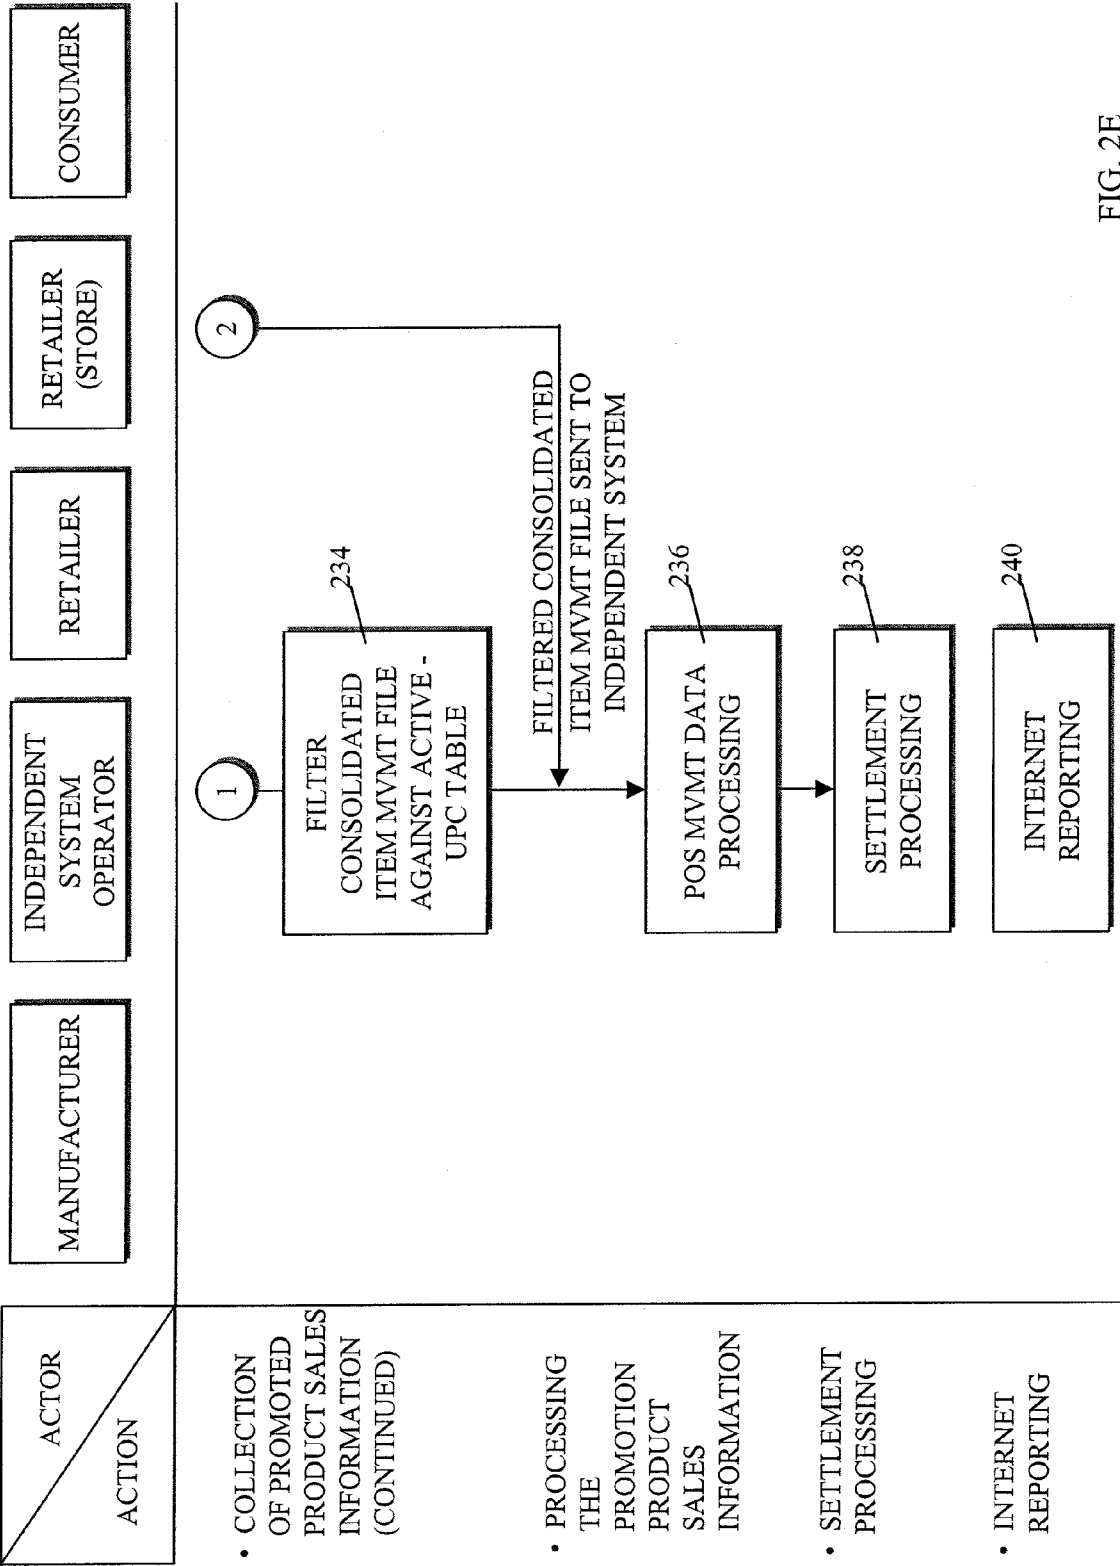 ACTOR
ACTION
MANUFACTURER
INDEPENDENT
SYSTEM
OPERATOR
RETAILER
RETAILER
(STORE)
CONSUMER
• COLLECTION
OF PROMOTED
PRODUCT SALES
INFORMATION
(CONTINUED)
1
2
FILTER
CONSOLIDATED
ITEM MVMT FILE
AGAINST ACTIVE -
UPC TABLE
234
FILTERED CONSOLIDATED
ITEM MVMT FILE SENT TO
INDEPENDENT SYSTEM
• PROCESSING
THE
PROMOTION
PRODUCT
SALES
INFORMATION
POS MVMT DATA
PROCESSING
236
• SETTLEMENT
PROCESSING
SETTLEMENT
PROCESSING
238
• INTERNET
REPORTING
INTERNET
REPORTING
240
FIG. 2E